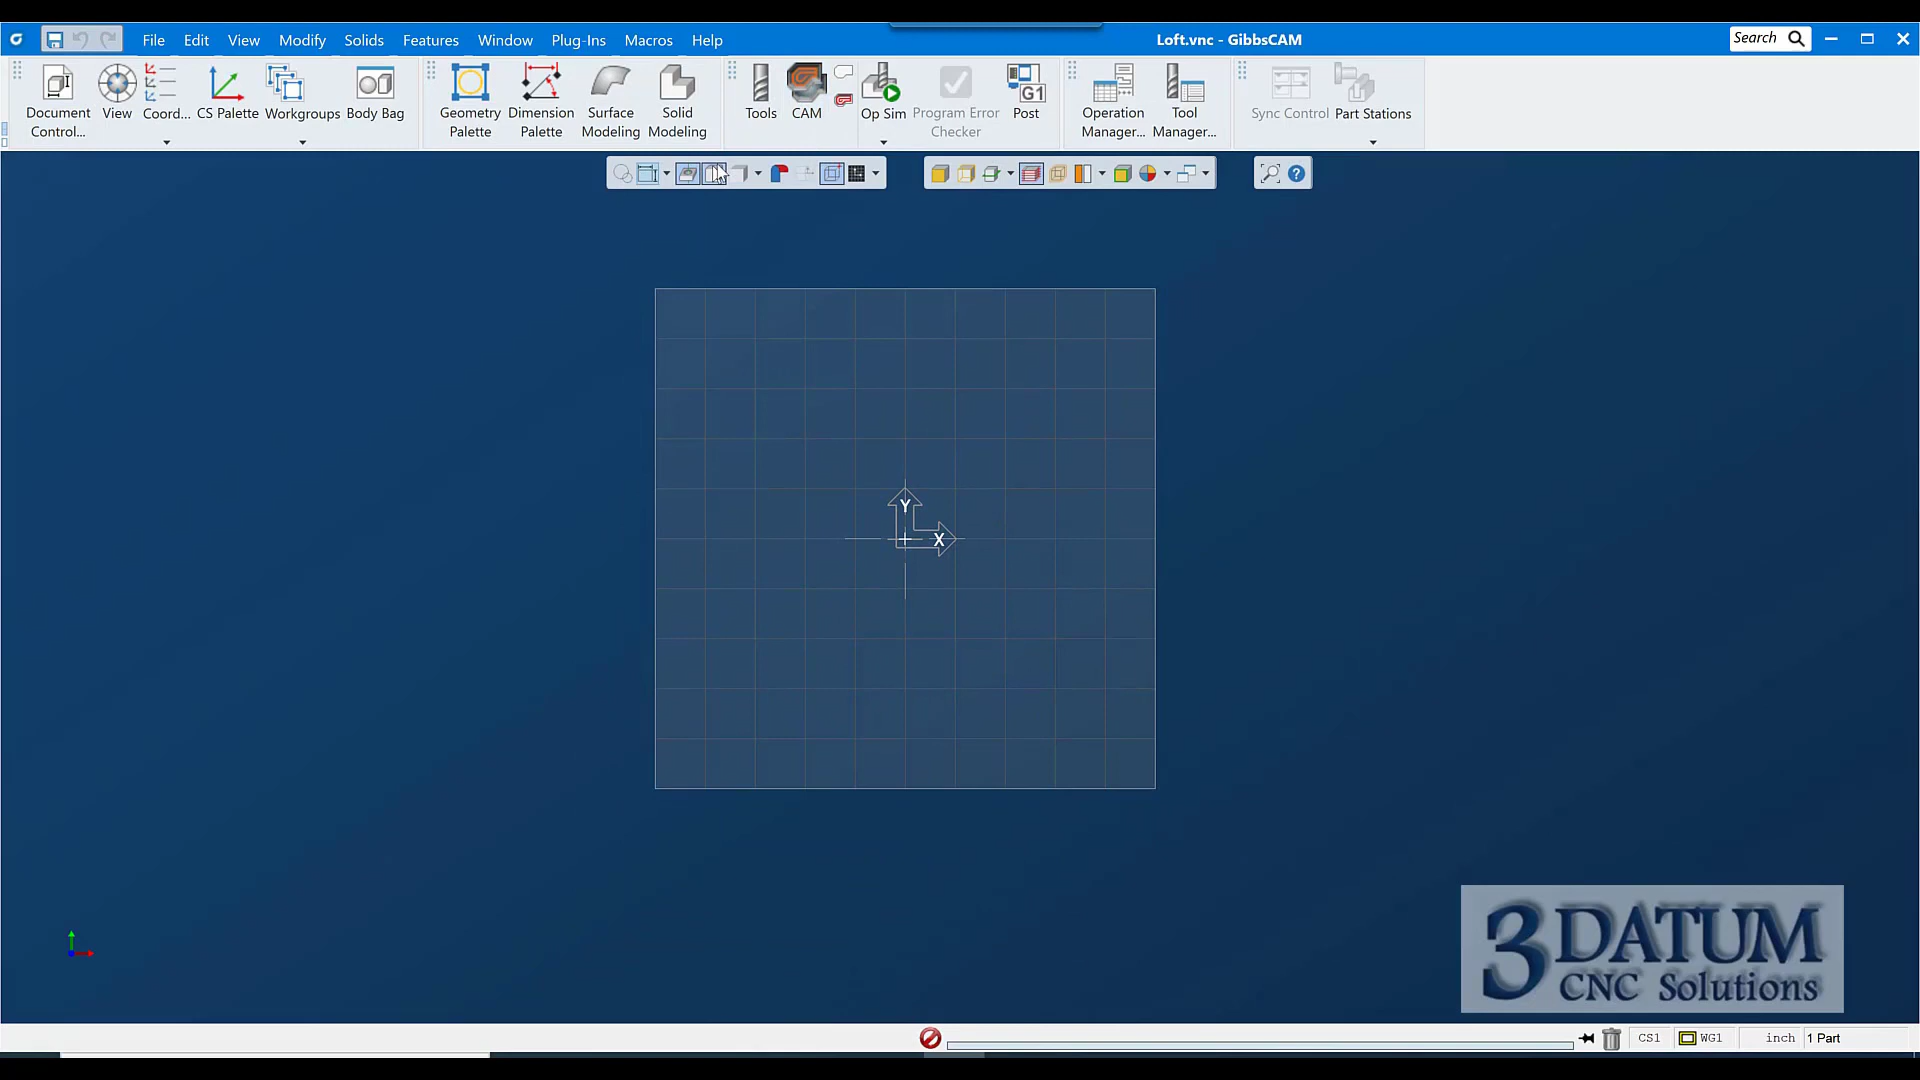 File Edit View Modify Solids Features Window Plug-Ins Macros Help
Loft.vnc - GibbsCAM
Search
Document Control...
View
Coord...
CS Palette
Workgroups
Body Bag
Geometry Palette
Dimension Palette
Surface Modeling
Solid Modeling
Tools
CAM
Op Sim
Program Error Checker
G1
Post
Operation Manager...
Tool Manager...
Sync Control
Part Stations
Y
X
3DATUM
CNC Solutions
CS1
WG1
inch
1 Part